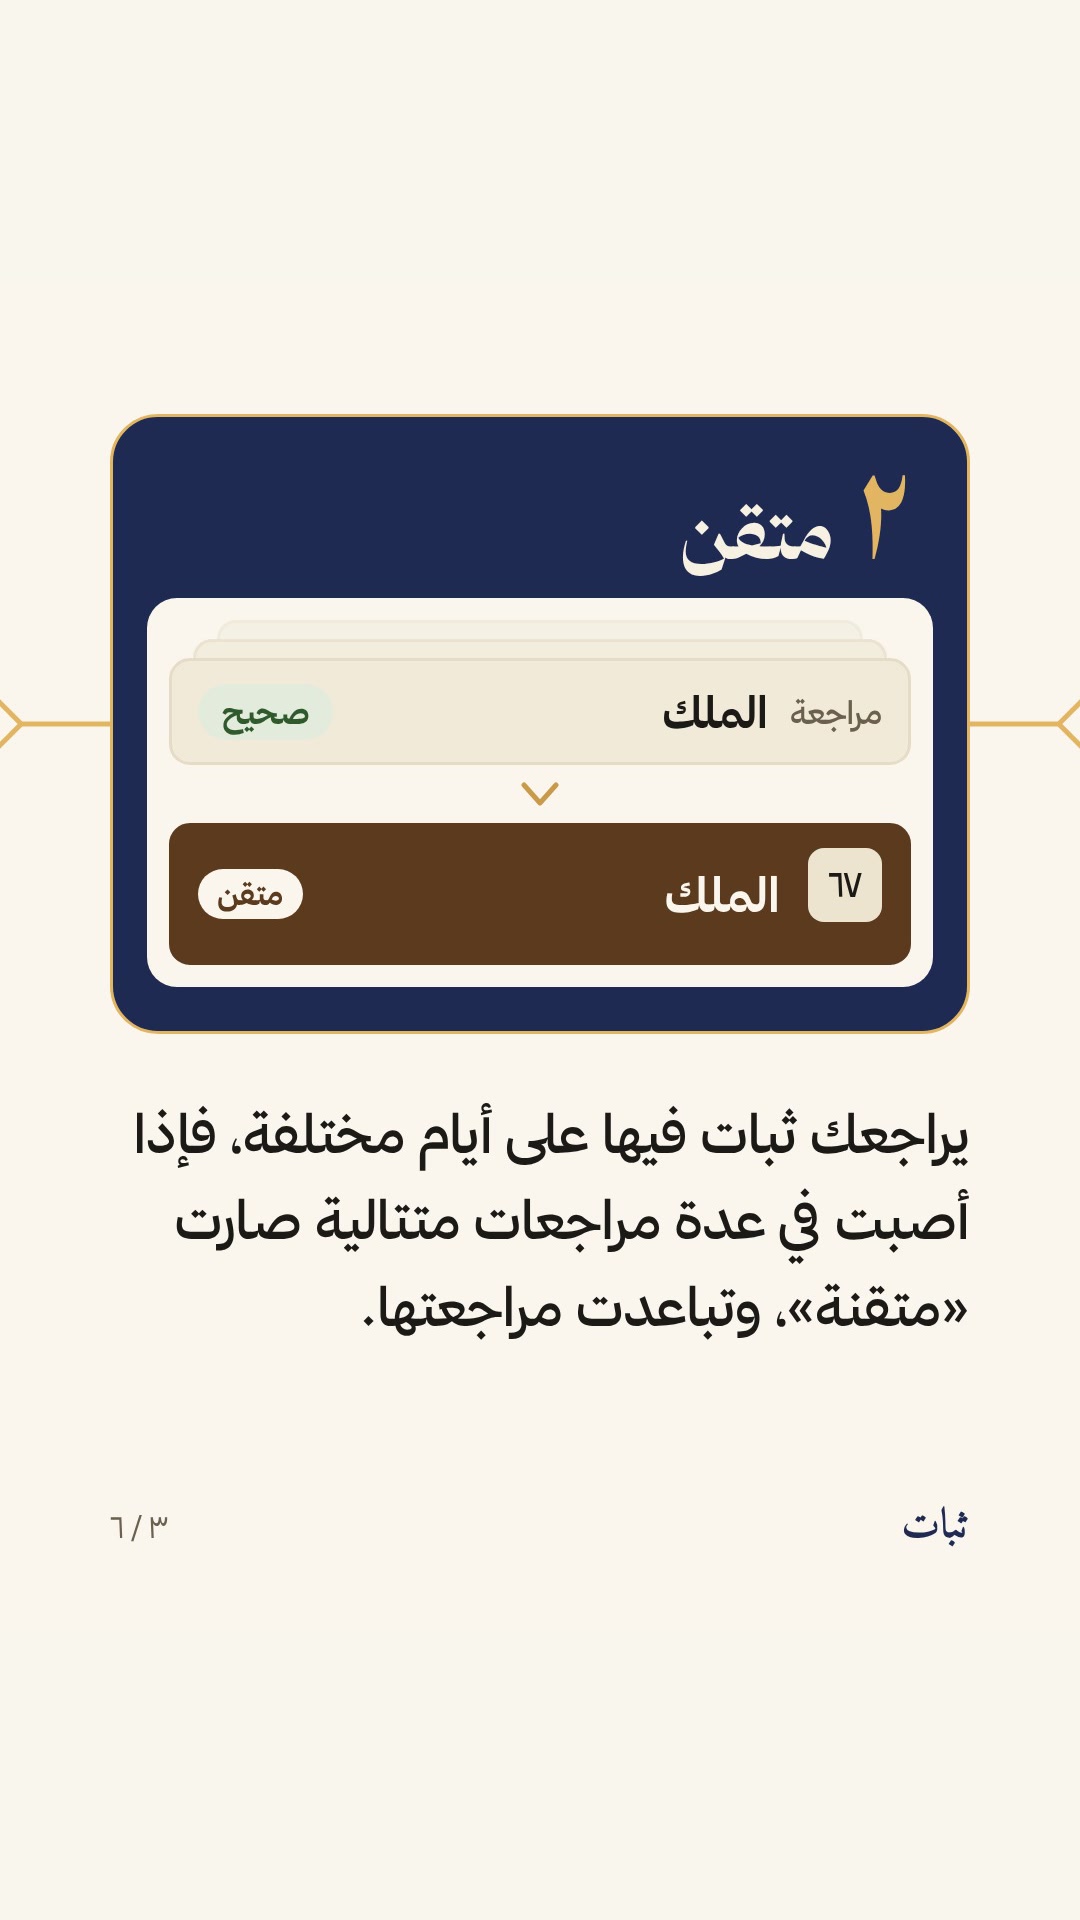 ٢ متقن
مراجعة الملك صحيح
٦٧ الملك متقن
يراجعك ثبات فيها على أيام مختلفة، فإذا
أصبت في عدة مراجعات متتالية صارت
«متقنة»، وتباعدت مراجعتها.
ثبات
٣ / ٦